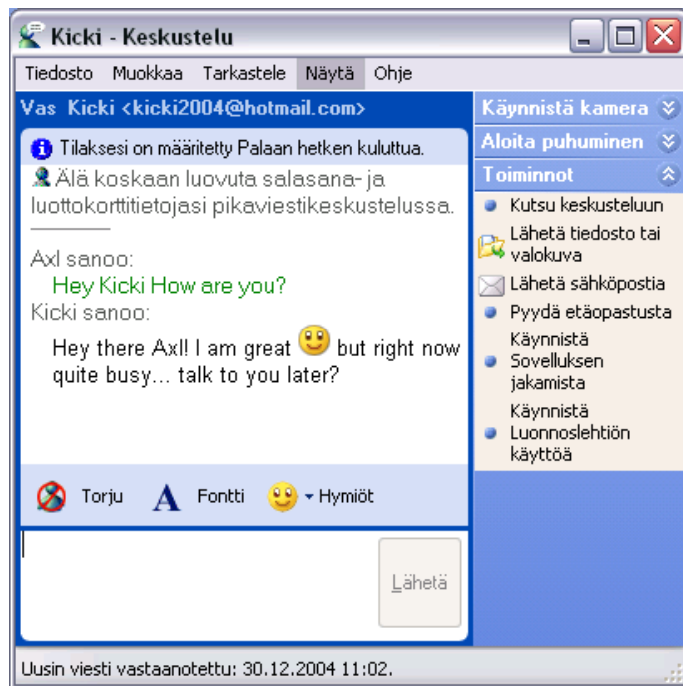 Kicki - Keskustelu
Tiedosto Muokkaa Tarkastele Näytä Ohje
Vas Kicki <kicki2004@hotmail.com>
Tilaksesi on määritetty Palaan hetken kuluttua.
Älä koskaan luovuta salasana- ja
luottokorttitietojasi pikaviestikeskustelussa.
Axl sanoo:
Hey Kicki How are you?
Kicki sanoo:
Hey there Axl! I am great but right now
quite busy... talk to you later?
Torju A Fontti Hymiöt
Lähetä
Käynnistä kamera
Aloita puhuminen
Toiminnot
Kutsu keskusteluun
Lähetä tiedosto tai
valokuva
Lähetä sähköpostia
Pyydä etäopastusta
Käynnistä
Sovelluksen
jakamista
Käynnistä
Luonnoslehtiön
käyttöä
Uusin viesti vastaanotettu: 30.12.2004 11:02.